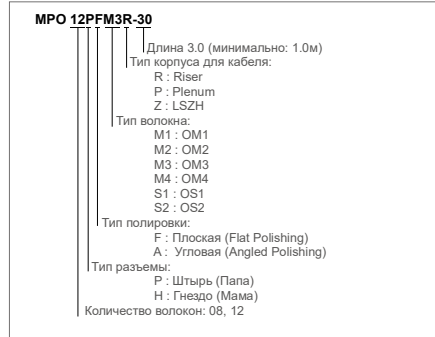 MPO 12PFM3R-30
Длина 3.0 (минимально: 1.0м)
Тип корпуса для кабеля:
R : Riser
P : Plenum
Z : LSZH
Тип волокна:
M1 : OM1
M2 : OM2
M3 : OM3
M4 : OM4
S1 : OS1
S2 : OS2
Тип полировки:
F : Плоская (Flat Polishing)
A : Угловая (Angled Polishing)
Тип разъемы:
P : Штырь (Папа)
H : Гнездо (Мама)
Количество волокон: 08, 12